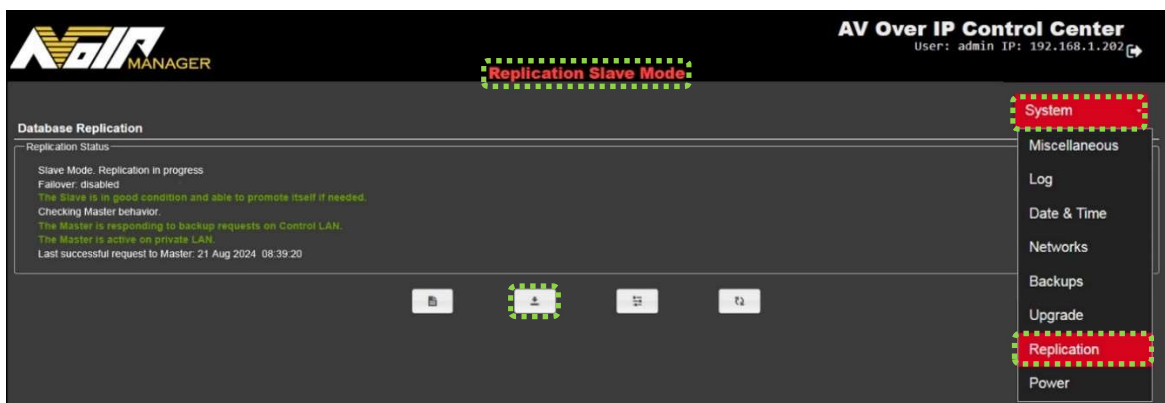 NoIP
MANAGER
AV Over IP Control Center
User: admin IP: 192.168.1.202
Replication Slave Mode
System
Database Replication
Replication Status
Slave Mode. Replication in progress
Failover: disabled
The Slave is in good condition and able to promote itself if needed.
Checking Master behavior.
The Master is responding to backup requests on Control LAN.
The Master is active on private LAN.
Last successful request to Master: 21 Aug 2024 08:39:20
Miscellaneous
Log
Date & Time
Networks
Backups
Upgrade
Replication
Power